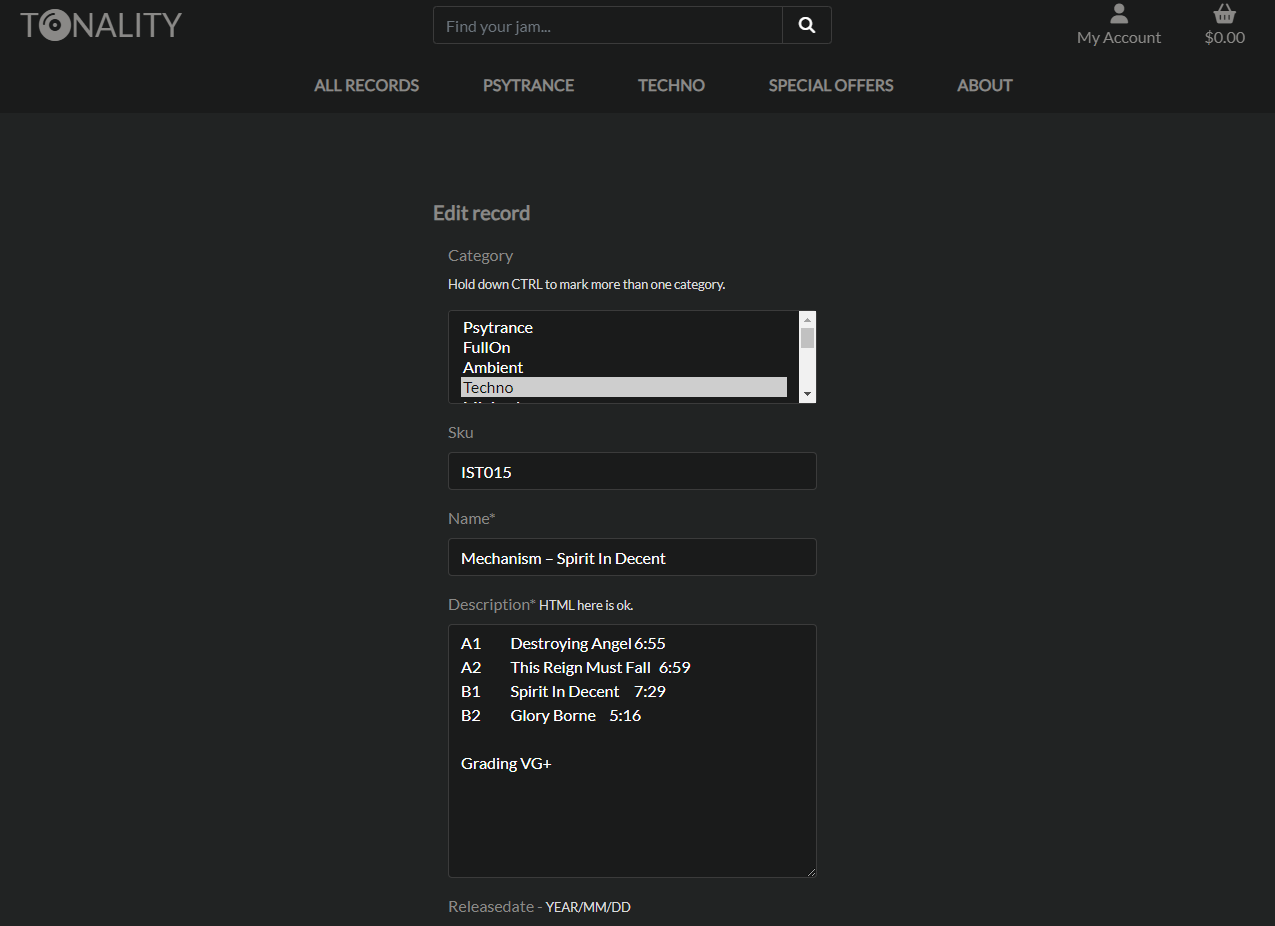 TONALITY
Find your jam...
My Account
$0.00
ALL RECORDS PSYTRANCE TECHNO SPECIAL OFFERS ABOUT
Edit record
Category
Hold down CTRL to mark more than one category.
Psytrance
FullOn
Ambient
Techno
Sku
IST015
Name*
Mechanism – Spirit In Decent
Description* HTML here is ok.
A1 Destroying Angel 6:55
A2 This Reign Must Fall 6:59
B1 Spirit In Decent 7:29
B2 Glory Borne 5:16
Grading VG+
Releasedate - YEAR/MM/DD